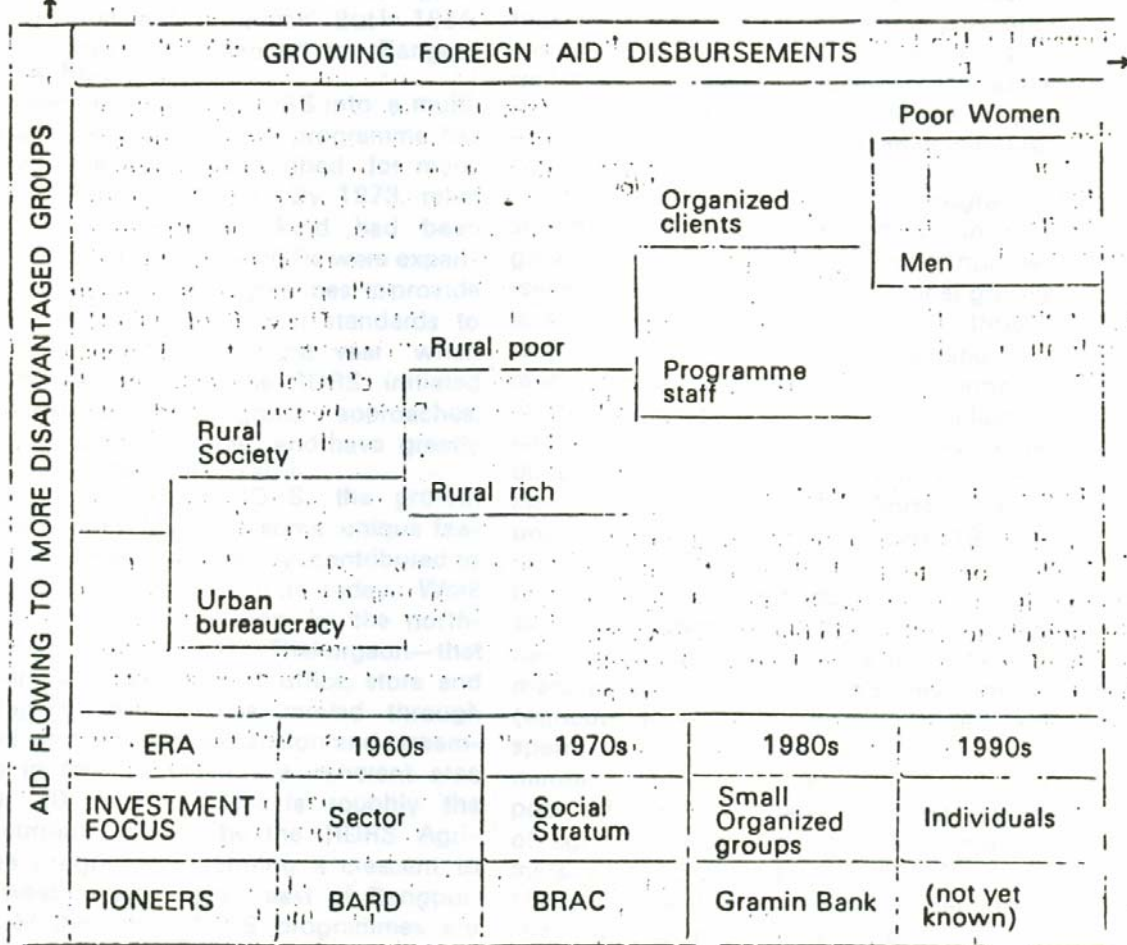 GROWING FOREIGN AID DISBURSEMENTS
AID FLOWING TO MORE DISADVANTAGED GROUPS
Poor Women
Organized
clients
Men
Rural poor
Programme
staff
Rural
Society
Rural rich
Urban
bureaucracy
ERA 1960s 1970s 1980s 1990s
INVESTMENT
FOCUS
Sector
Social
Stratum
Small
Organized
groups
Individuals
PIONEERS BARD BRAC Gramin Bank (not yet
known)